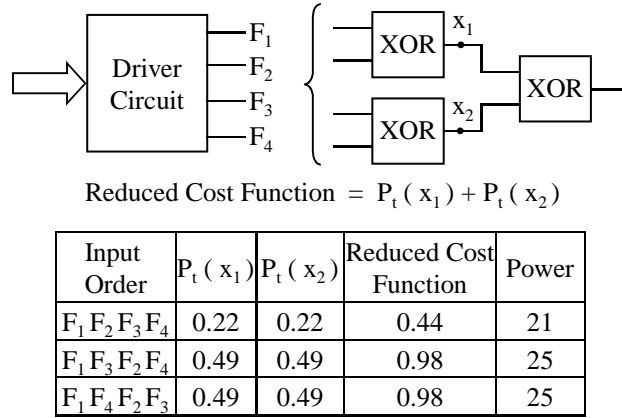 Driver
Circuit
F1
F2
F3
F4
XOR
x1
XOR
x2
XOR
Reduced Cost Function = Pt ( x1 ) + Pt ( x2 )
Input Order Pt ( x1 ) Pt ( x2 ) Reduced Cost Function Power
F1 F2 F3 F4 0.22 0.22 0.44 21
F1 F3 F2 F4 0.49 0.49 0.98 25
F1 F4 F2 F3 0.49 0.49 0.98 25